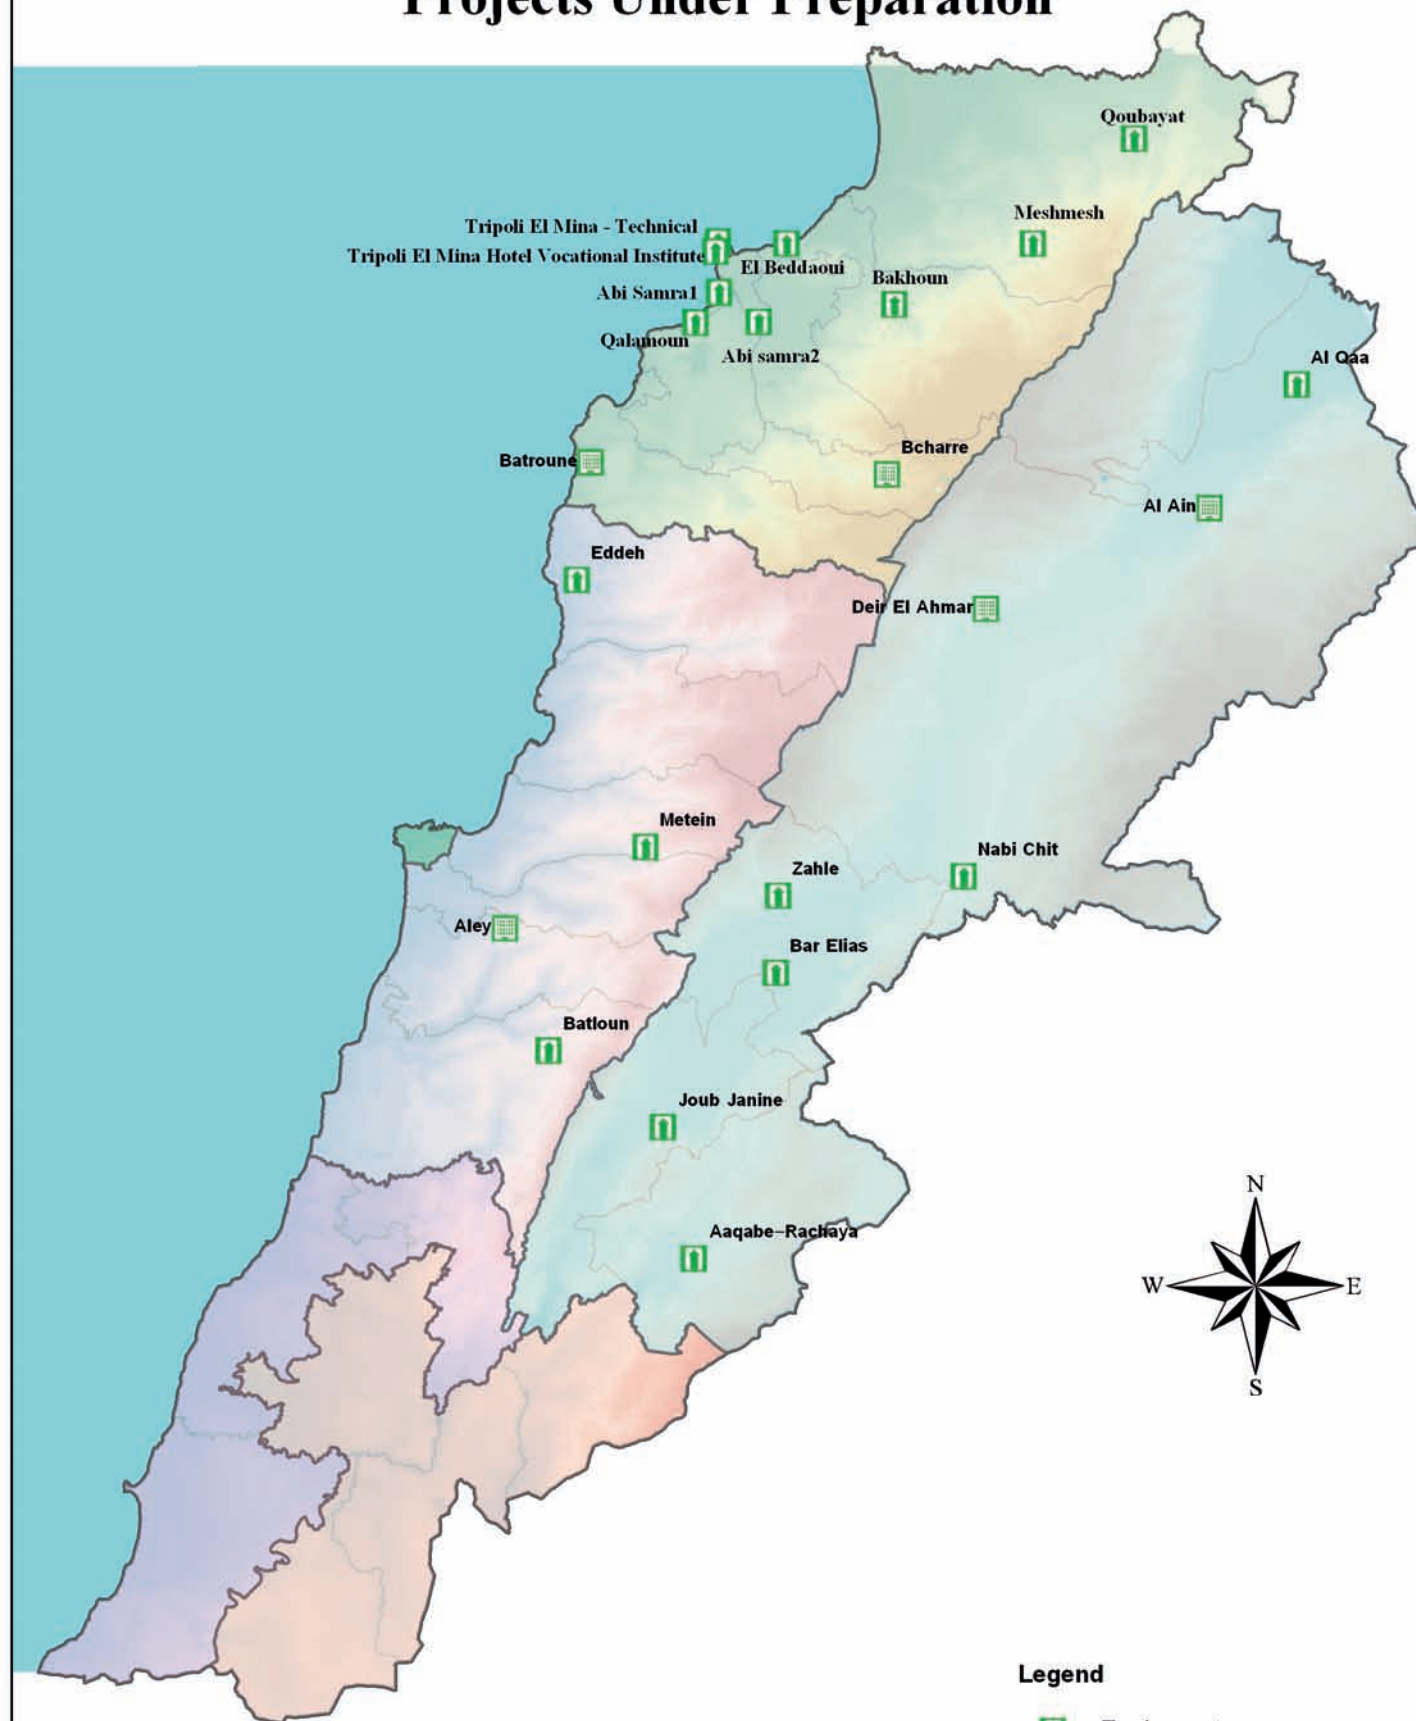 Projects Under Preparation
Qoubayat
Meshmesh
Tripoli El Mina - Technical
Tripoli El Mina Hotel Vocational Institute
El Beddaoui
Bakhoun
Abi Samra1
Qalamoun
Abi samra2
Al Qaa
Batroune
Bcharre
Al Ain
Eddeh
Deir El Ahmar
Metein
Nabi Chit
Zahle
Aley
Bar Elias
Batloun
Joub Janine
Aaqabe-Rachaya
N
W
E
S
Legend